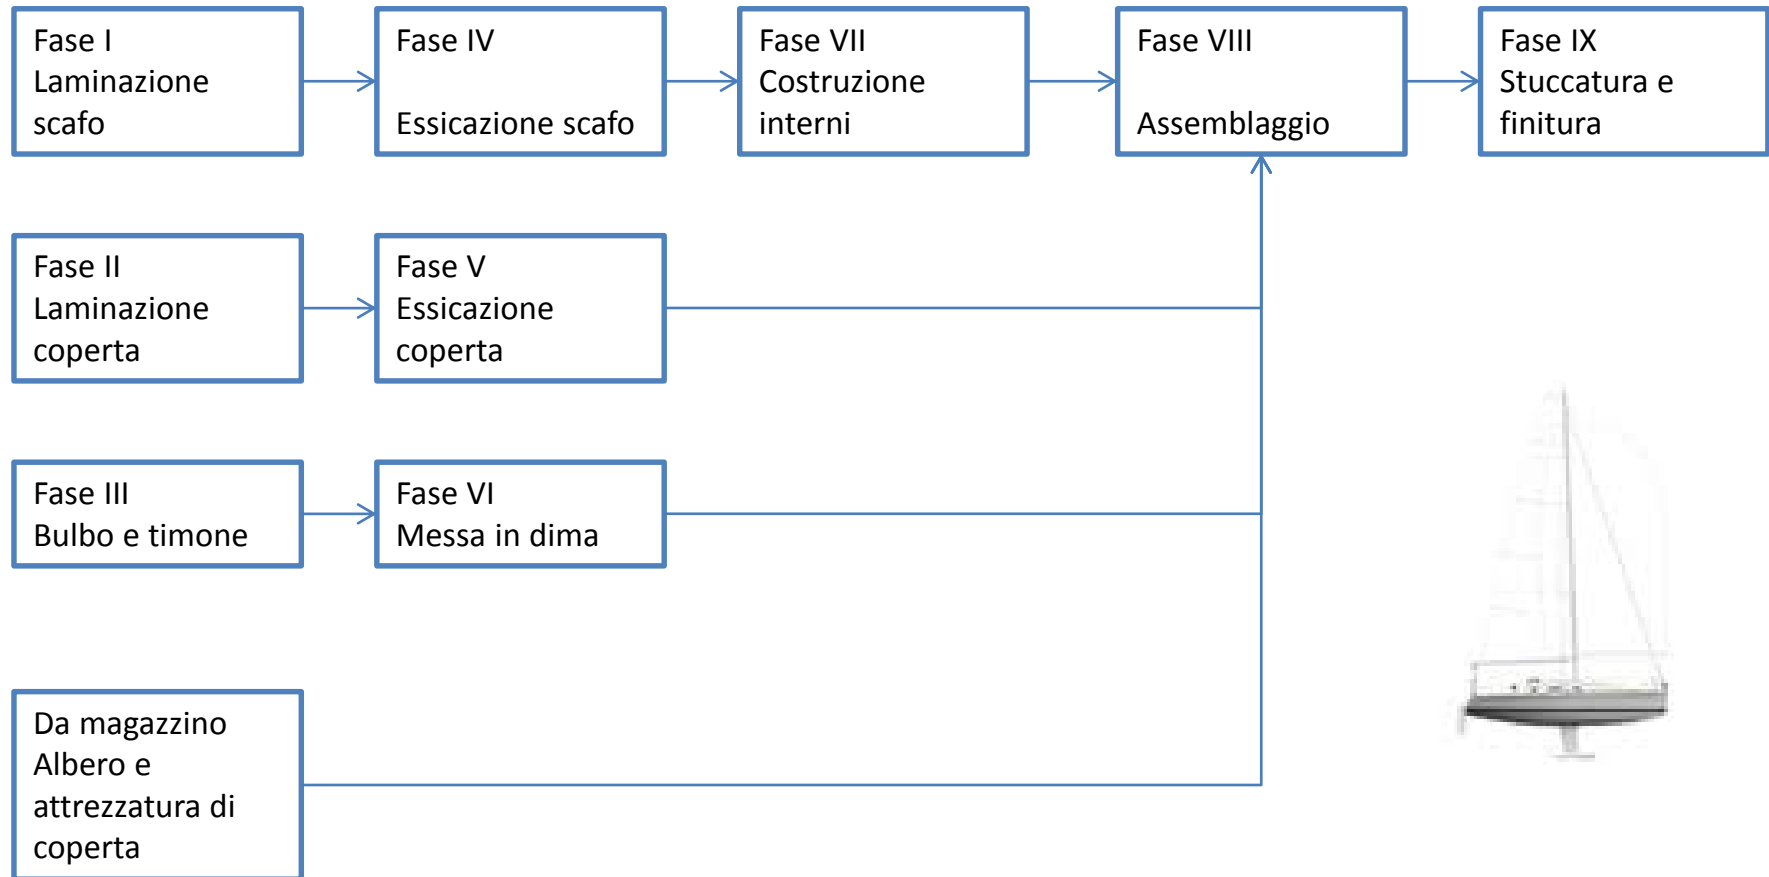 Fase I
Laminazione
scafo
Fase IV
Essicazione scafo
Fase VII
Costruzione
interni
Fase VIII
Assemblaggio
Fase IX
Stuccatura e
finitura
Fase II
Laminazione
coperta
Fase V
Essicazione
coperta
Fase III
Bulbo e timone
Fase VI
Messa in dima
Da magazzino
Albero e
attrezzatura di
coperta